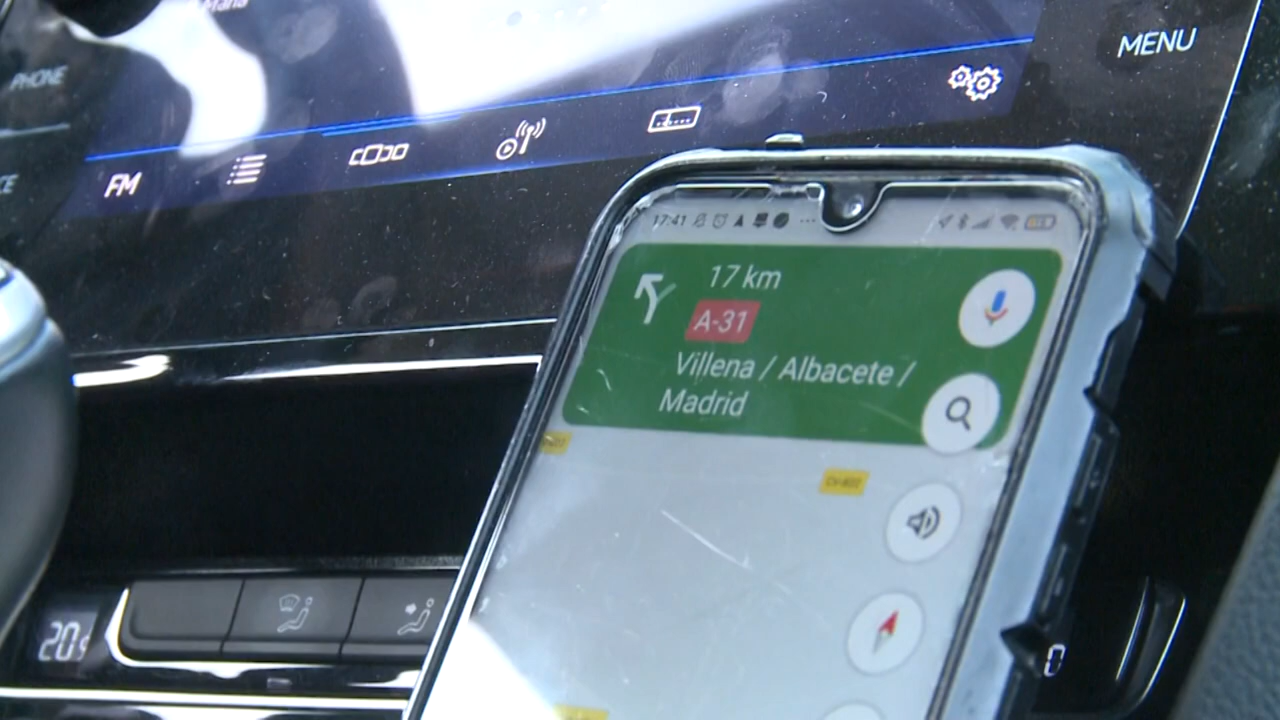 MENU
PHONE
FM
17:41
17 km
A-31
Villena / Albacete /
Madrid
20